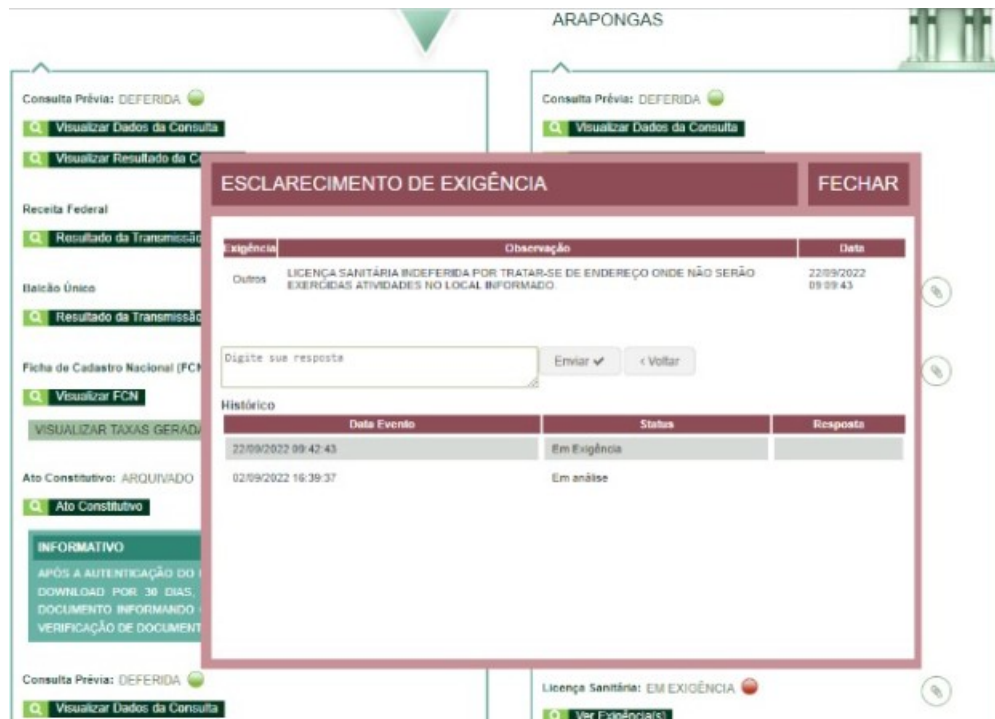 ARAPONGAS
Consulta Prévia: DEFERIDA
Visualizar Dados da Consulta
Visualizar Resultado da Co
Receita Federal
Resultado da Transmissão
Balcão Único
Resultado da Transmissão
Ficha de Cadastro Nacional (FCN
Visualizar FCN
VISUALIZAR TAXAS GERADA
Ato Constitutivo: ARQUIVADO
Ato Constitutivo
INFORMATIVO
APÓS A AUTENTICAÇÃO DO
DOWNLOAD POR 30 DIAS,
DOCUMENTO INFORMANDO
VERIFICAÇÃO DE DOCUMENT
Consulta Prévia: DEFERIDA
Visualizar Dados da Consulta
Consulta Prévia: DEFERIDA
Visualizar Dados da Consulta
ESCLARECIMENTO DE EXIGÊNCIA
FECHAR
Exigência Observação Data
Outros LICENÇA SANITÁRIA INDEFERIDA POR TRATAR-SE DE ENDEREÇO ONDE NÃO SERÃO 22/09/2022
EXERCIDAS ATIVIDADES NO LOCAL INFORMADO. 09:09:43
Digite sua resposta
Enviar ✔ ‹ Voltar
Histórico
Data Evento Status Resposta
22/09/2022 09:42:43 Em Exigência
02/09/2022 16:39:37 Em análise
Licença Sanitária: EM EXIGÊNCIA
Ver Exigência(s)